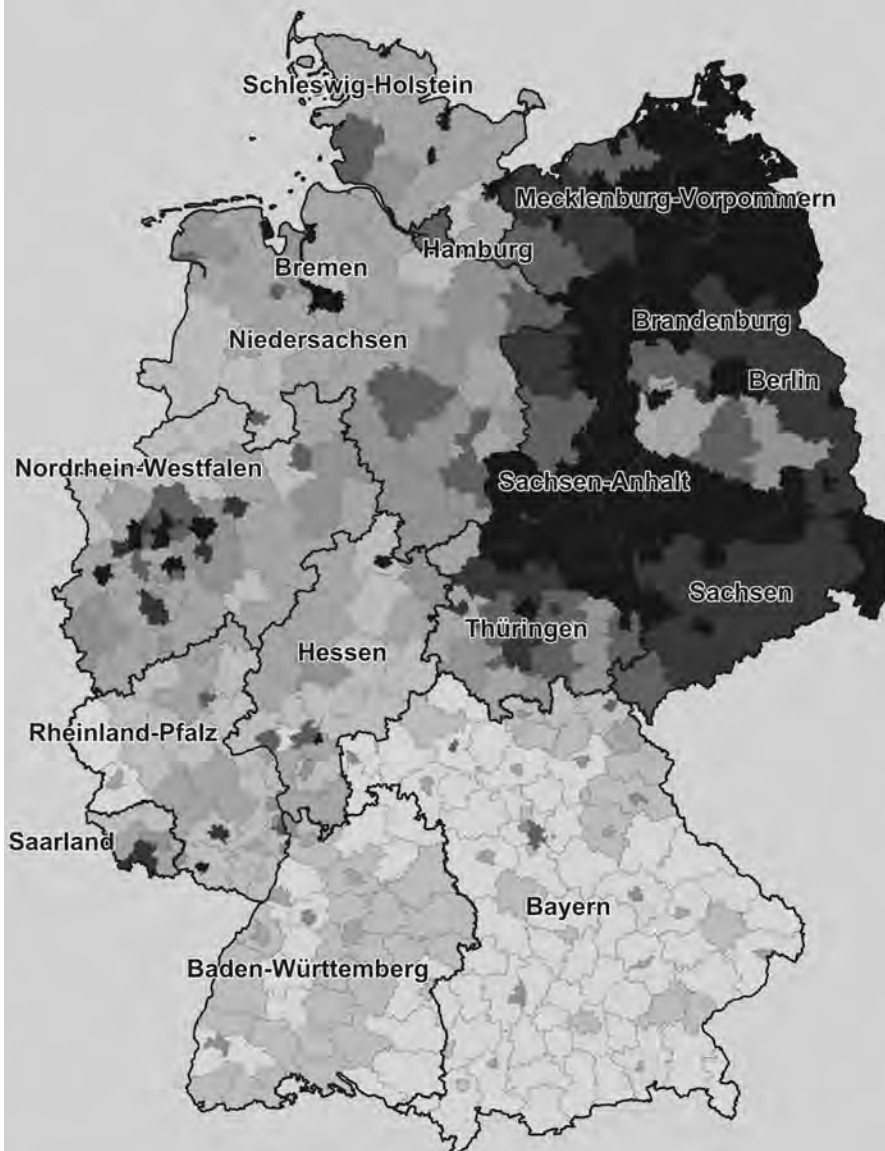 Schleswig-Holstein
Mecklenburg-Vorpommern
Hamburg
Bremen
Brandenburg
Niedersachsen
Berlin
Nordrhein-Westfalen
Sachsen-Anhalt
Sachsen
Thüringen
Hessen
Rheinland-Pfalz
Saarland
Bayern
Baden-Württemberg